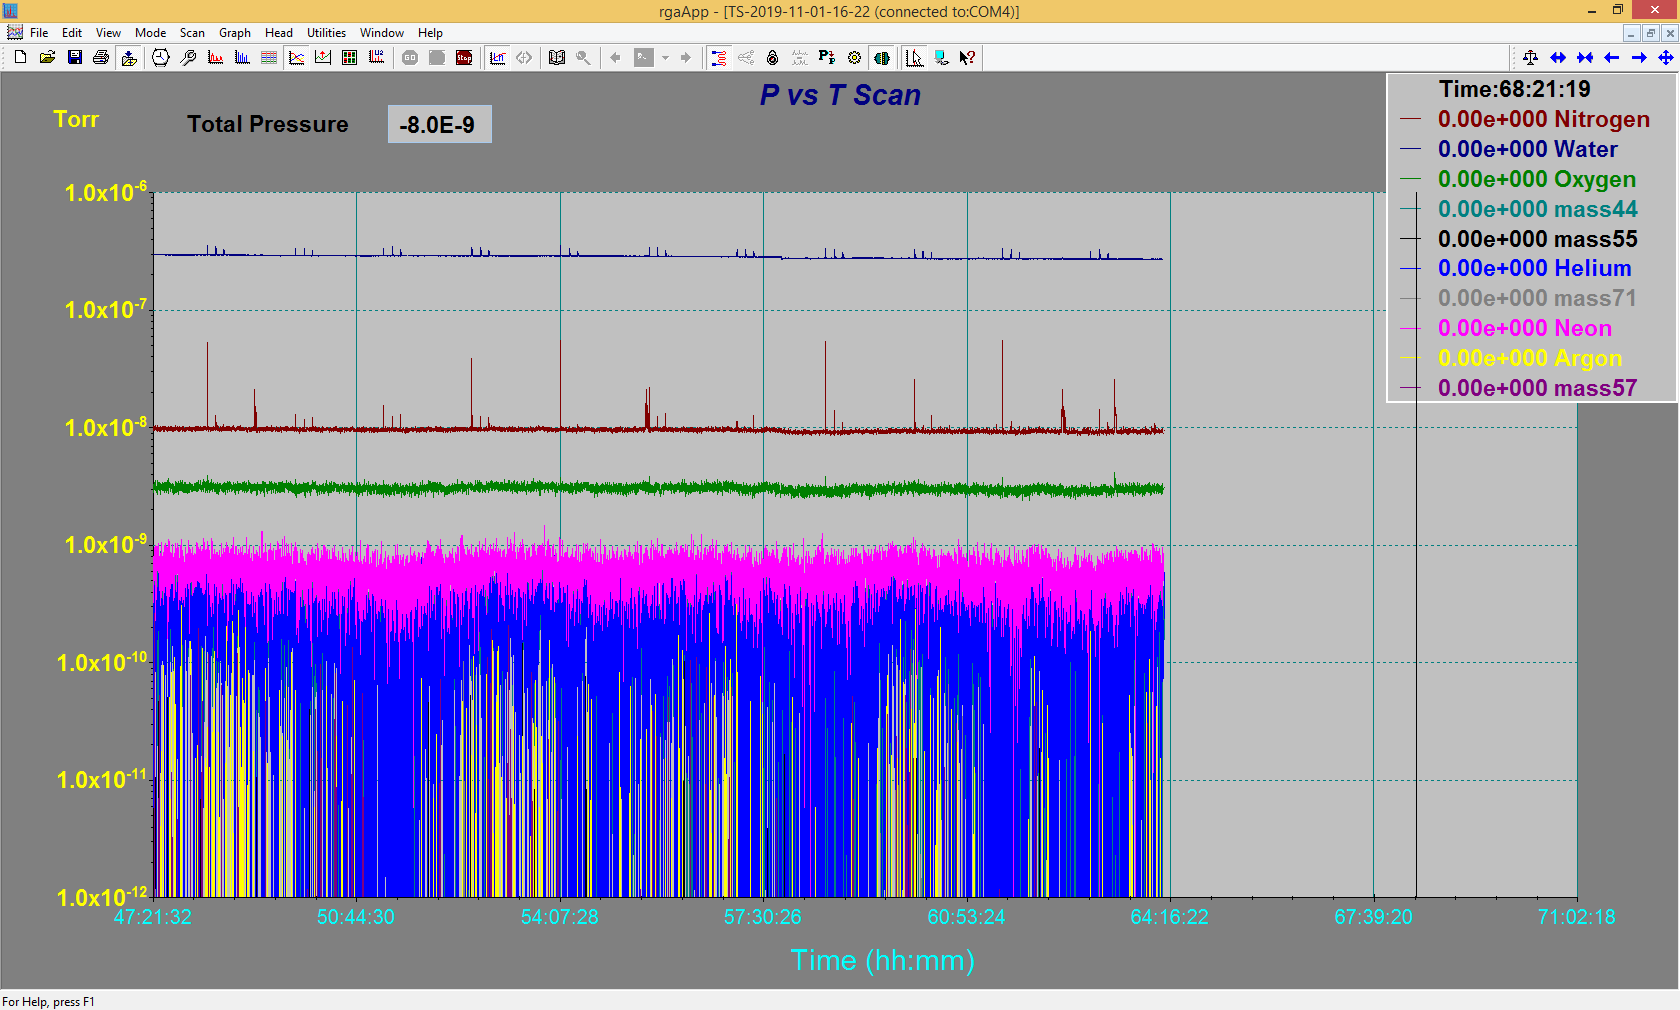 rgaApp - [TS-2019-11-01-16-22 (connected to:COM4)]
File Edit View Mode Scan Graph Head Utilities Window Help
GO Stop
P vs T Scan
Torr
Total Pressure -8.0E-9
Time:68:21:19
0.00e+000 Nitrogen
0.00e+000 Water
0.00e+000 Oxygen
0.00e+000 mass44
0.00e+000 mass55
0.00e+000 Helium
0.00e+000 mass71
0.00e+000 Neon
0.00e+000 Argon
0.00e+000 mass57
1.0x10-6
1.0x10-7
1.0x10-8
1.0x10-9
1.0x10-10
1.0x10-11
1.0x10-12
47:21:32 50:44:30 54:07:28 57:30:26 60:53:24 64:16:22 67:39:20 71:02:18
Time (hh:mm)
For Help, press F1